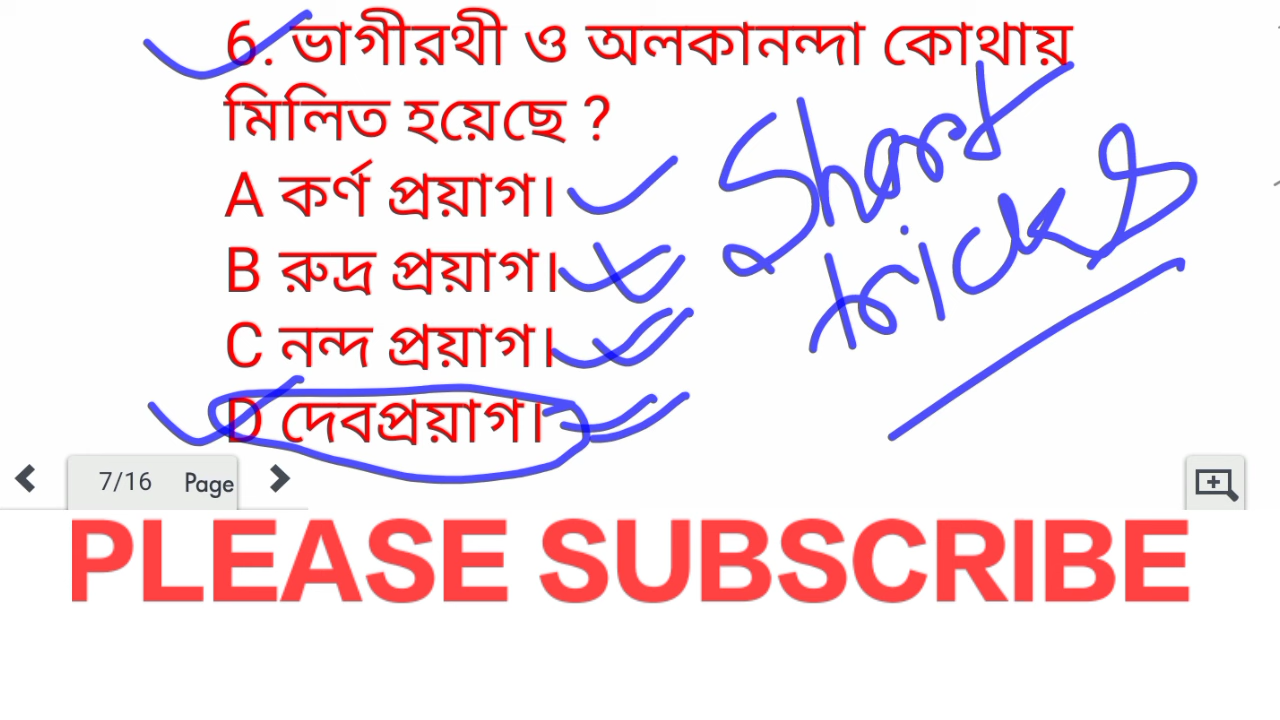 6. ভাগীরথী ও অলকানন্দা কোথায়
মিলিত হয়েছে ?
A কর্ণ প্রয়াগ।
B রুদ্র প্রয়াগ।
C নন্দ প্রয়াগ।
D দেবপ্রয়াগ।
Short
tricks
7/16 Page
PLEASE SUBSCRIBE